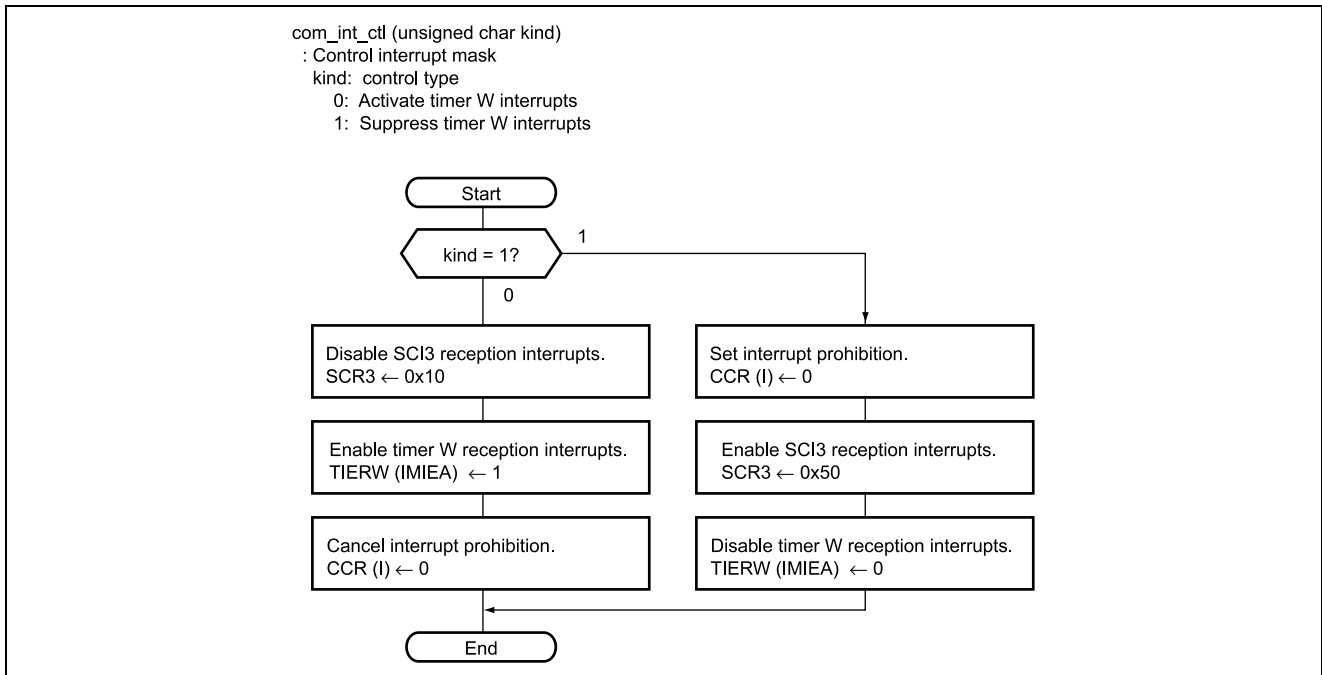 com_int_ctl (unsigned char kind)
: Control interrupt mask
kind: control type
0: Activate timer W interrupts
1: Suppress timer W interrupts
Start
kind = 1?
1
0
Disable SCI3 reception interrupts.
SCR3 ← 0x10
Enable timer W reception interrupts.
TIERW (IMIEA) ← 1
Cancel interrupt prohibition.
CCR (I) ← 0
Set interrupt prohibition.
CCR (I) ← 0
Enable SCI3 reception interrupts.
SCR3 ← 0x50
Disable timer W reception interrupts.
TIERW (IMIEA) ← 0
End